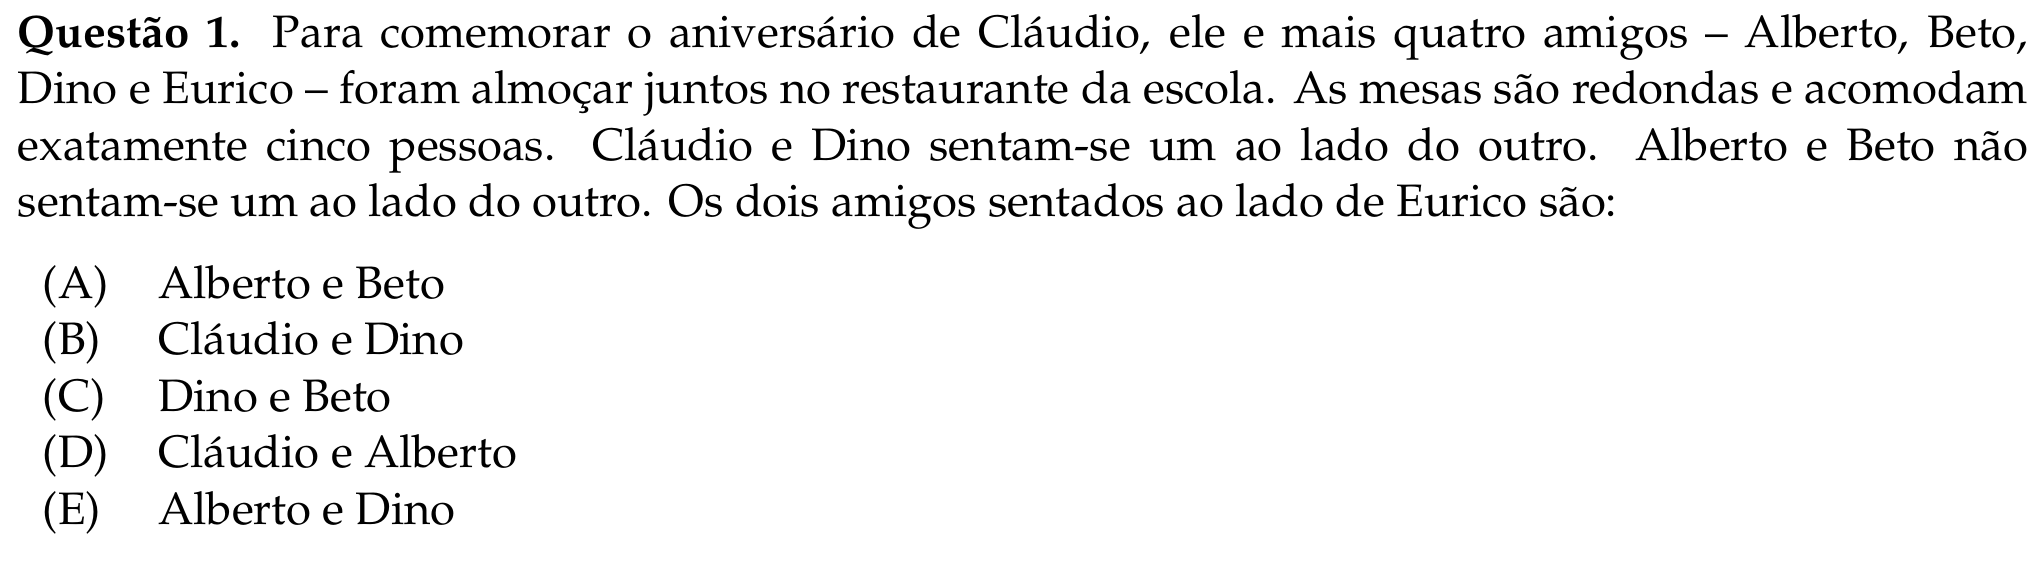 Questão 1. Para comemorar o aniversário de Cláudio, ele e mais quatro amigos – Alberto, Beto,
Dino e Eurico – foram almoçar juntos no restaurante da escola. As mesas são redondas e acomodam
exatamente cinco pessoas. Cláudio e Dino sentam-se um ao lado do outro. Alberto e Beto não
sentam-se um ao lado do outro. Os dois amigos sentados ao lado de Eurico são:
(A) Alberto e Beto
(B) Cláudio e Dino
(C) Dino e Beto
(D) Cláudio e Alberto
(E) Alberto e Dino